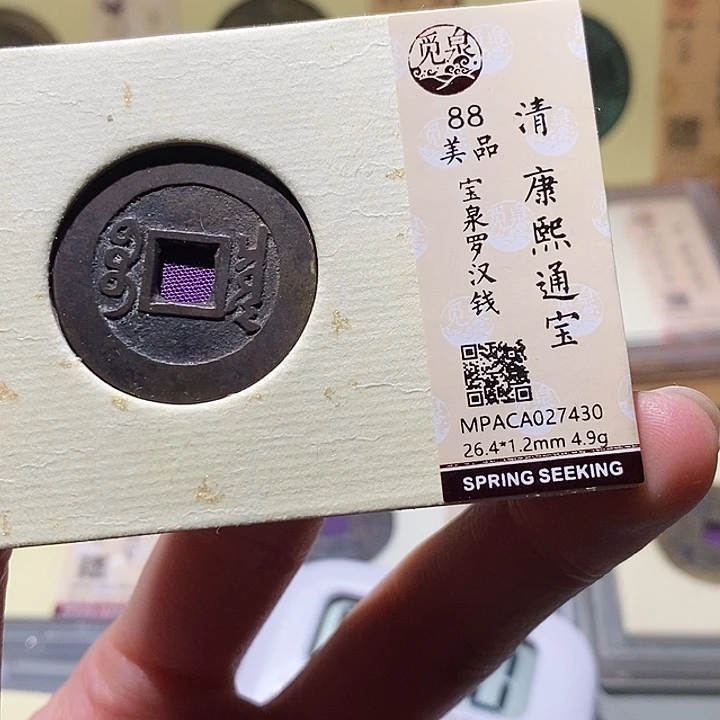 觅泉
88
美品
清 康熙通宝
宝泉罗汉钱
MPACA027430
26.4*1.2mm 4.9g
SPRING SEEKING